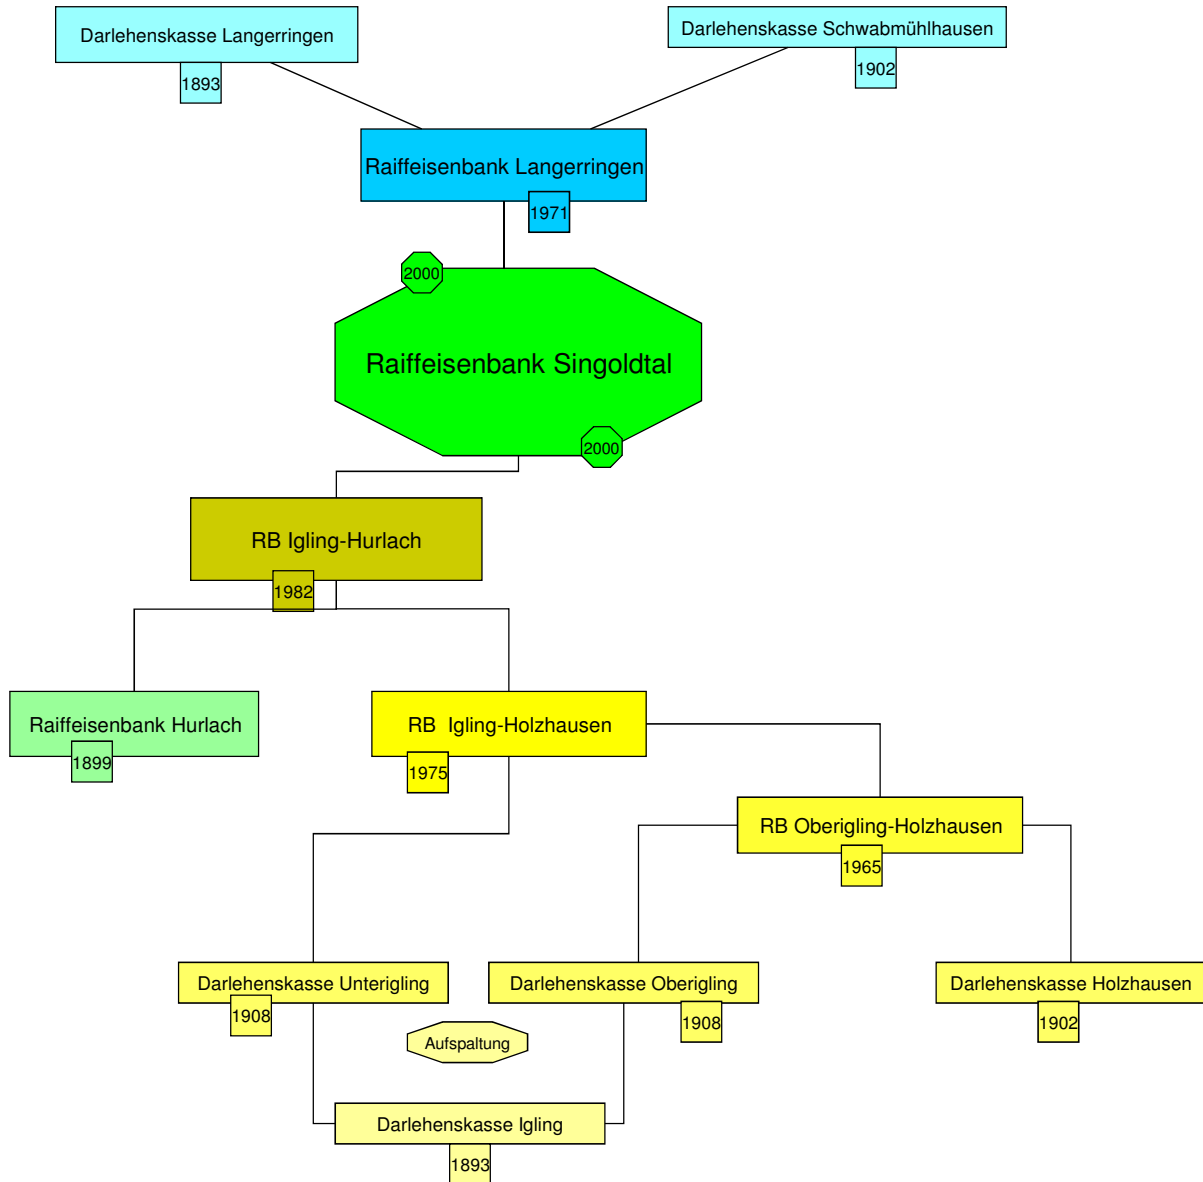 Darlehenskasse Langerringen
1893
Darlehenskasse Schwabmühlhausen
1902
Raiffeisenbank Langerringen
1971
2000
Raiffeisenbank Singoldtal
2000
RB Igling-Hurlach
1982
Raiffeisenbank Hurlach
1899
RB Igling-Holzhausen
1975
RB Oberigling-Holzhausen
1965
Darlehenskasse Unterigling
1908
Darlehenskasse Oberigling
1908
Darlehenskasse Holzhausen
1902
Aufspaltung
Darlehenskasse Igling
1893